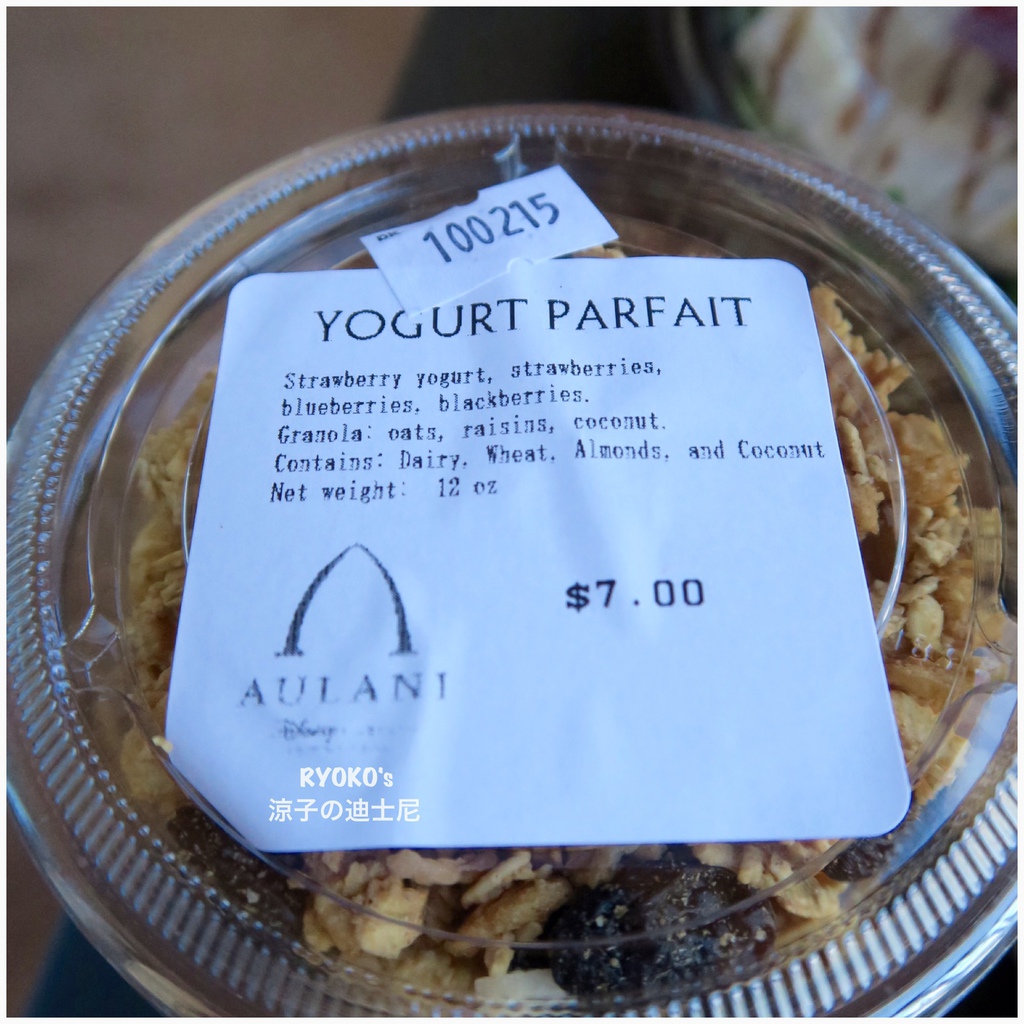 100215
YOGURT PARFAIT
Strawberry yogurt, strawberries,
blueberries, blackberries.
Granola: oats, raisins, coconut.
Contains: Dairy, Wheat, Almonds, and Coconut
Net weight: 12 oz
$7.00
AULANI
Disney
RYOKO's
涼子の迪士尼